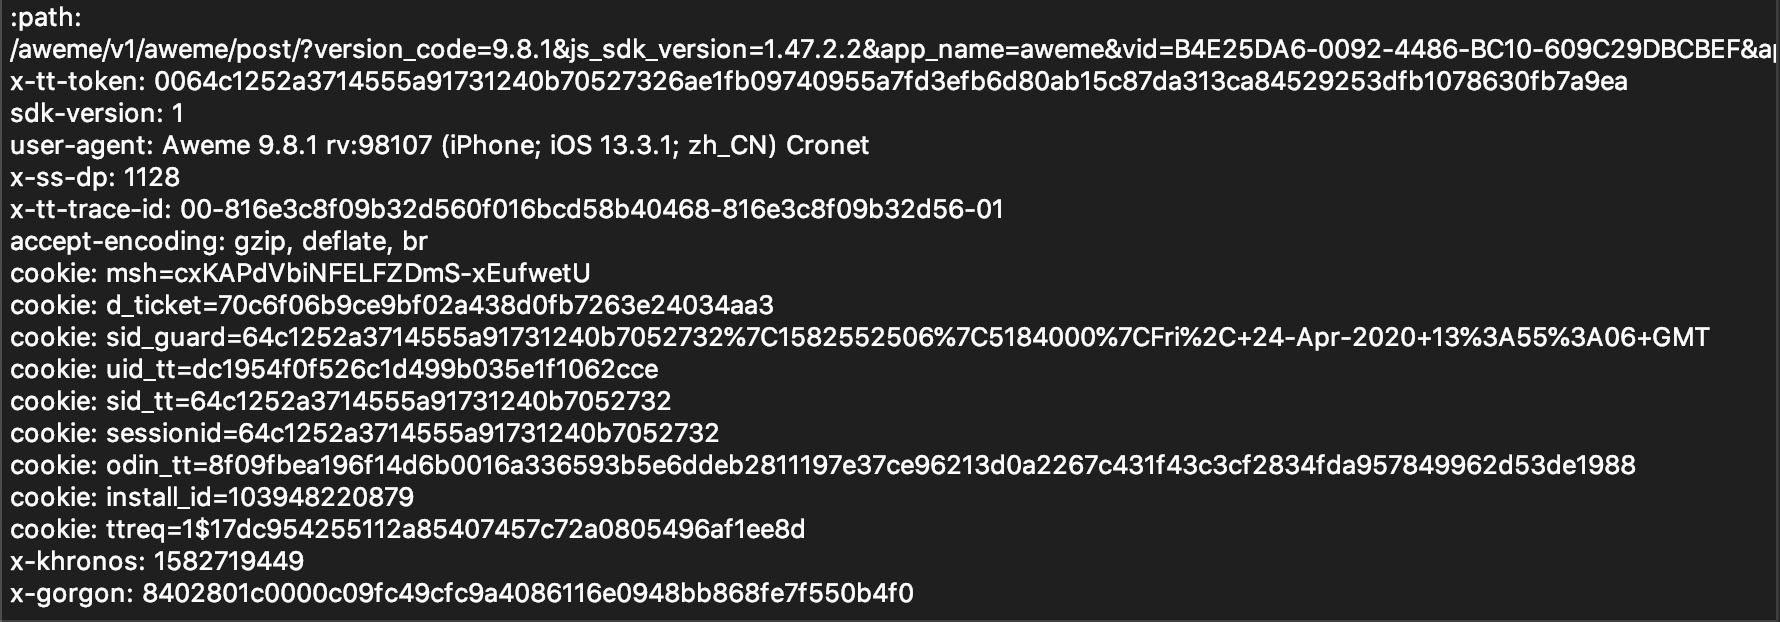 :path:
/aweme/v1/aweme/post/?version_code=9.8.1&js_sdk_version=1.47.2.2&app_name=aweme&vid=B4E25DA6-0092-4486-BC10-609C29DBCBEF&ap
x-tt-token: 0064c1252a3714555a91731240b70527326ae1fb09740955a7fd3efb6d80ab15c87da313ca84529253dfb1078630fb7a9ea
sdk-version: 1
user-agent: Aweme 9.8.1 rv:98107 (iPhone; iOS 13.3.1; zh_CN) Cronet
x-ss-dp: 1128
x-tt-trace-id: 00-816e3c8f09b32d560f016bcd58b40468-816e3c8f09b32d56-01
accept-encoding: gzip, deflate, br
cookie: msh=cxKAPdVbiNFELFZDmS-xEufwetU
cookie: d_ticket=70c6f06b9ce9bf02a438d0fb7263e24034aa3
cookie: sid_guard=64c1252a3714555a91731240b7052732%7C1582552506%7C5184000%7CFri%2C+24-Apr-2020+13%3A55%3A06+GMT
cookie: uid_tt=dc1954f0f526c1d499b035e1f1062cce
cookie: sid_tt=64c1252a3714555a91731240b7052732
cookie: sessionid=64c1252a3714555a91731240b7052732
cookie: odin_tt=8f09fbea196f14d6b0016a336593b5e6ddeb2811197e37ce96213d0a2267c431f43c3cf2834fda957849962d53de1988
cookie: install_id=103948220879
cookie: ttreq=1$17dc954255112a85407457c72a0805496af1ee8d
x-khronos: 1582719449
x-gorgon: 8402801c0000c09fc49cfc9a4086116e0948bb868fe7f550b4f0